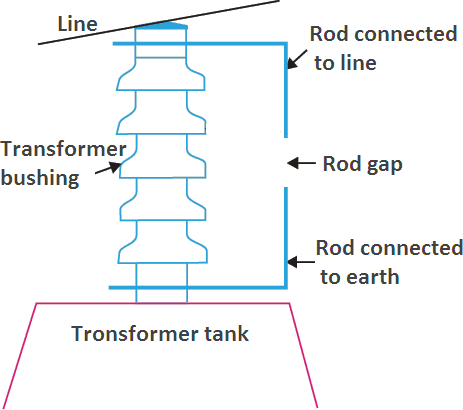 Line
Rod connected
to line
Transformer
bushing
Rod gap
Rod connected
to earth
Tronsformer tank